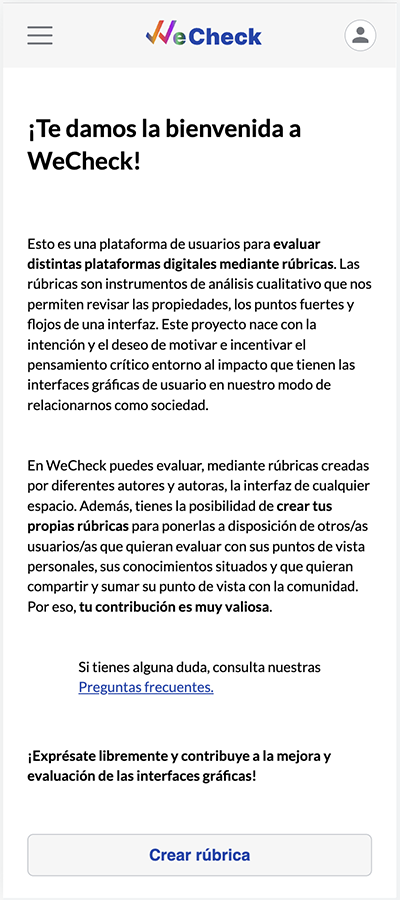 WeCheck
¡Te damos la bienvenida a
WeCheck!
Esto es una plataforma de usuarios para evaluar
distintas plataformas digitales mediante rúbricas. Las
rúbricas son instrumentos de análisis cualitativo que nos
permiten revisar las propiedades, los puntos fuertes y
flojos de una interfaz. Este proyecto nace con la
intención y el deseo de motivar e incentivar el
pensamiento crítico entorno al impacto que tienen las
interfaces gráficas de usuario en nuestro modo de
relacionarnos como sociedad.
En WeCheck puedes evaluar, mediante rúbricas creadas
por diferentes autores y autoras, la interfaz de cualquier
espacio. Además, tienes la posibilidad de crear tus
propias rúbricas para ponerlas a disposición de otros/as
usuarios/as que quieran evaluar con sus puntos de vista
personales, sus conocimientos situados y que quieran
compartir y sumar su punto de vista con la comunidad.
Por eso, tu contribución es muy valiosa.
Si tienes alguna duda, consulta nuestras
Preguntas frecuentes.
¡Exprésate libremente y contribuye a la mejora y
evaluación de las interfaces gráficas!
Crear rúbrica